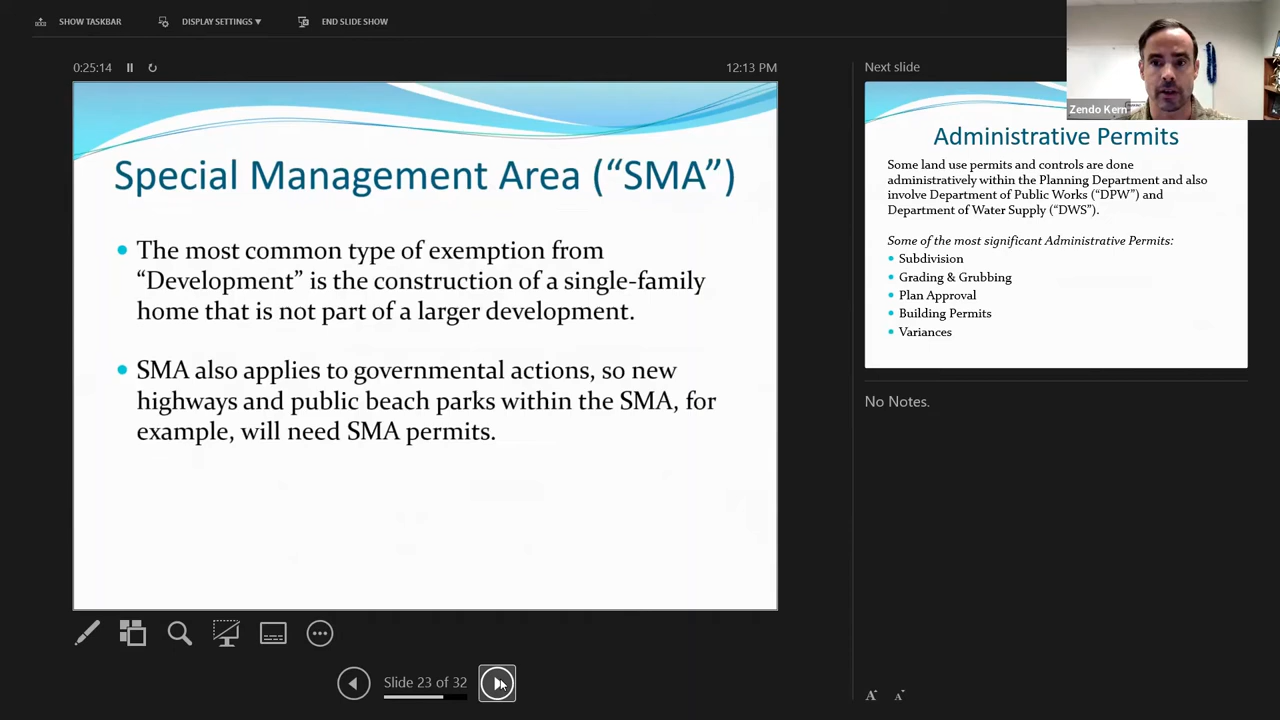 SHOW TASKBAR
DISPLAY SETTINGS ▼
END SLIDE SHOW
0:25:14
12:13 PM
Special Management Area (“SMA”)
• The most common type of exemption from
“Development” is the construction of a single-family
home that is not part of a larger development.
• SMA also applies to governmental actions, so new
highways and public beach parks within the SMA, for
example, will need SMA permits.
Slide 23 of 32
Next slide
Zendo Kern
Administrative Permits
Some land use permits and controls are done
administratively within the Planning Department and also
involve Department of Public Works (“DPW”) and
Department of Water Supply (“DWS”).
Some of the most significant Administrative Permits:
• Subdivision
• Grading & Grubbing
• Plan Approval
• Building Permits
• Variances
No Notes.
A A